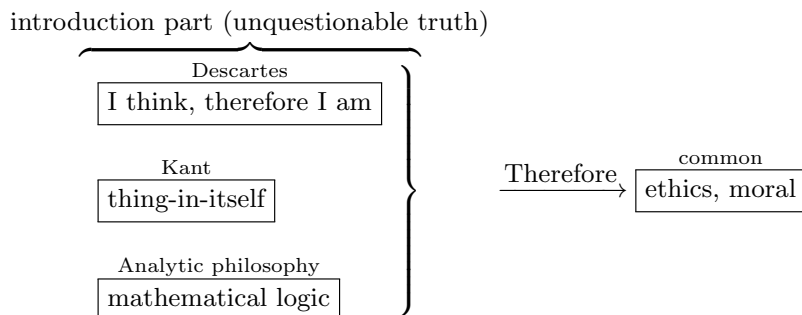 introduction part (unquestionable truth)
Descartes
I think, therefore I am
Kant
thing-in-itself
Analytic philosophy
mathematical logic
Therefore
common
ethics, moral